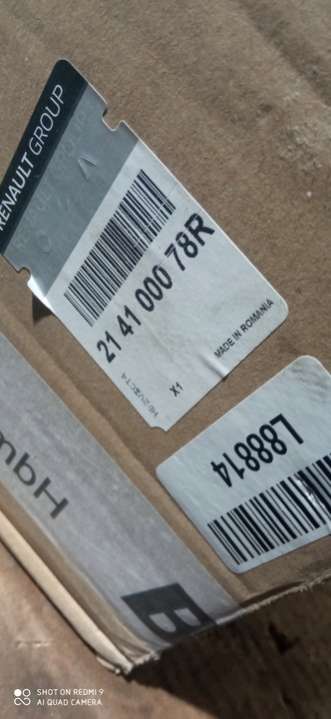 RENAULT GROUP
21 41 000 78R
X1
MADE IN ROMANIA
L88814
B
SHOT ON REDMI 9
AI QUAD CAMERA